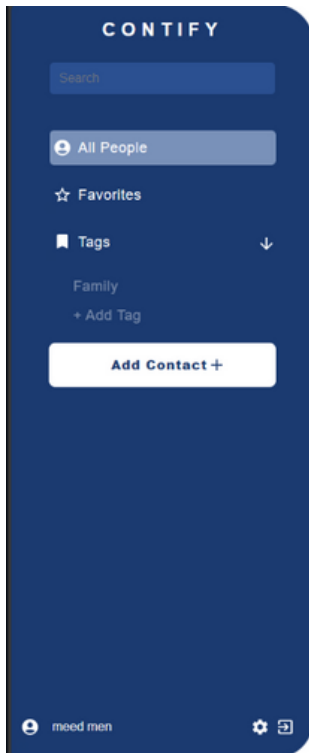 CONTIFY
Search
All People
Favorites
Tags
Family
+ Add Tag
Add Contact+
meed men